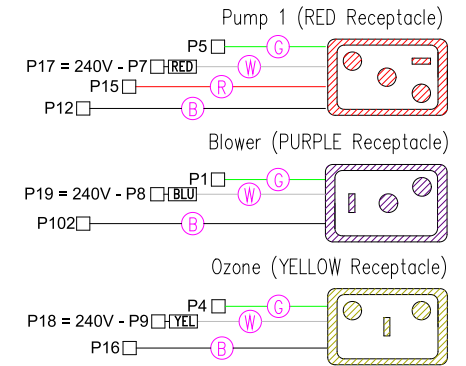 Pump 1 (RED Receptacle)
P5 G
P17 = 240V - P7 RED W
P15 R
P12 B
Blower (PURPLE Receptacle)
P1 G
P19 = 240V - P8 BLU W
P102 B
Ozone (YELLOW Receptacle)
P4 G
P18 = 240V - P9 YEL W
P16 B